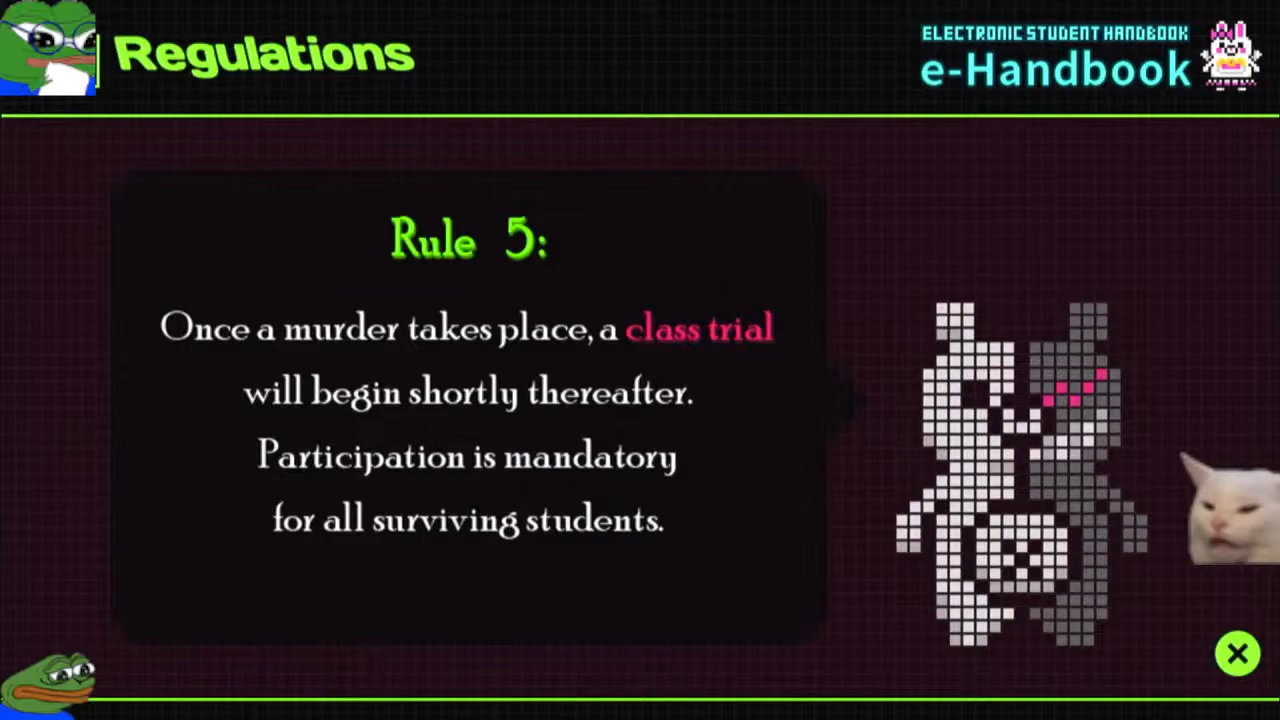 Regulations
ELECTRONIC STUDENT HANDBOOK
e-Handbook
Rule 5:
Once a murder takes place, a class trial
will begin shortly thereafter.
Participation is mandatory
for all surviving students.